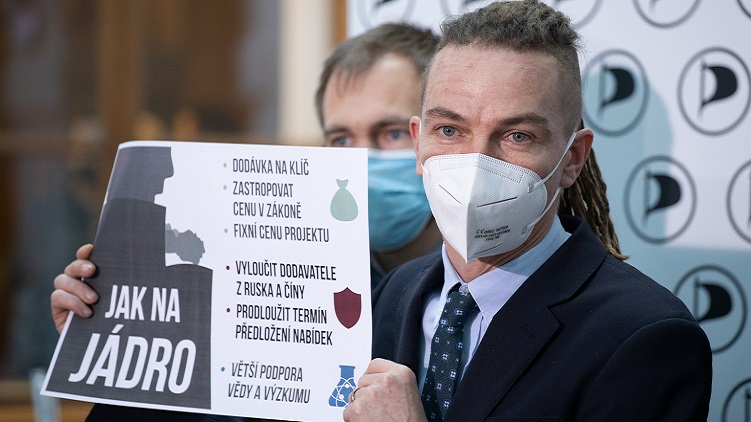 • DODÁVKA NA KLÍČ
• ZASTROPOVAT
CENU V ZÁKONĚ
• FIXNÍ CENU PROJEKTU
• VYLOUČIT DODAVATELE
Z RUSKA A ČÍNY
• PRODLOUŽIT TERMÍN
PŘEDLOŽENÍ NABÍDEK
• VĚTŠÍ PODPORA
VĚDY A VÝZKUMU
JAK NA
JÁDRO